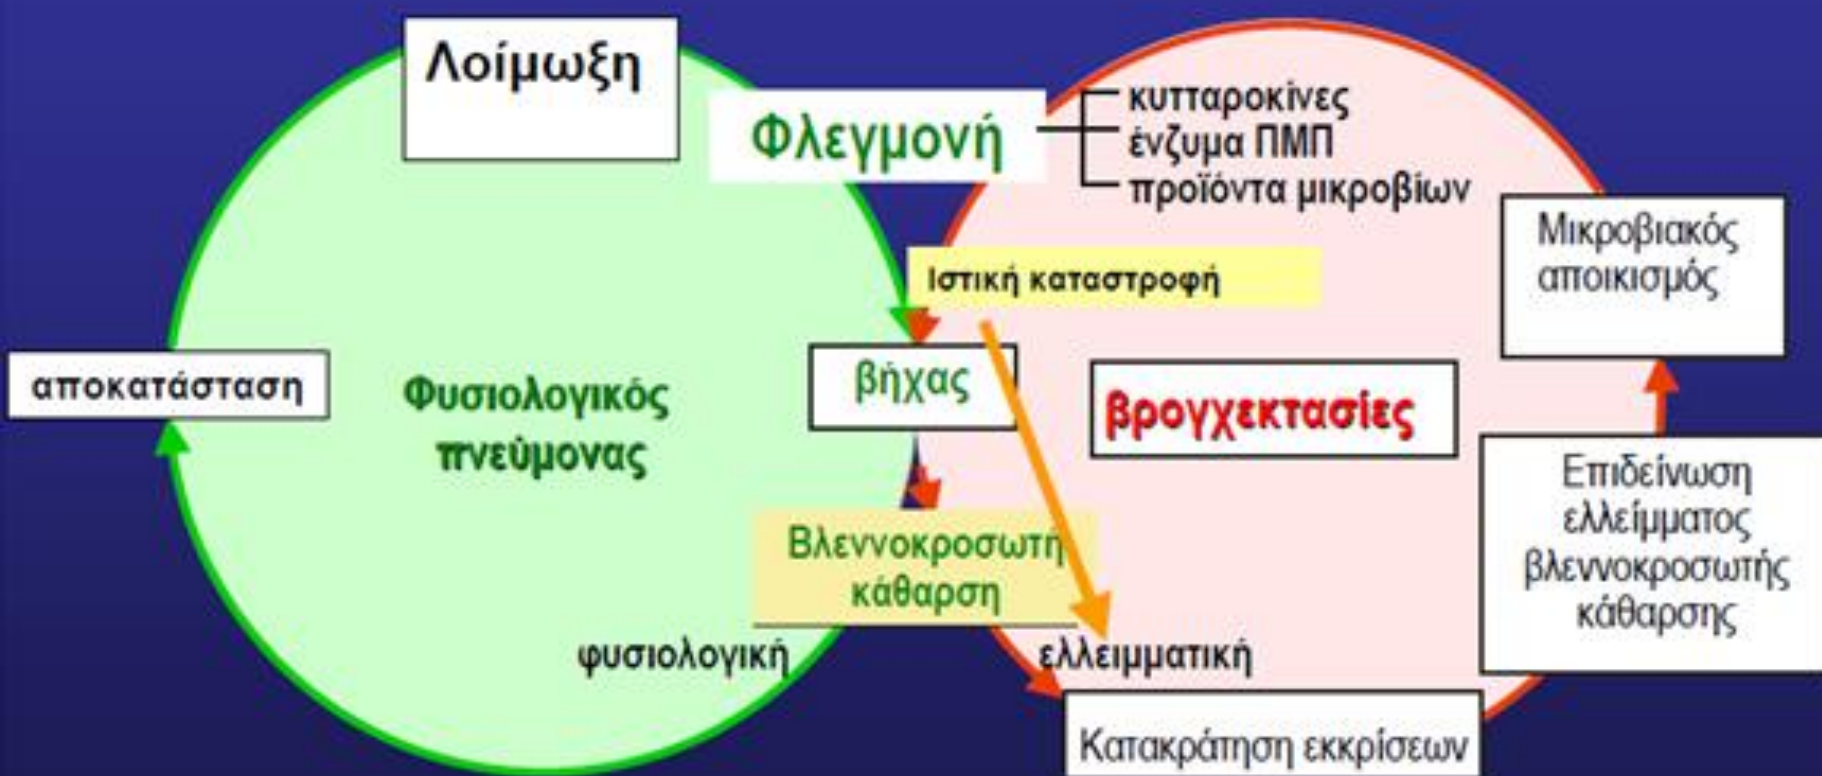 Λοίμωξη
Φλεγμονή
κυτταροκίνες
ένζυμα ΠΜΠ
προϊόντα μικροβίων
Ιστική καταστροφή
Μικροβιακός
αποικισμός
αποκατάσταση
Φυσιολογικός
πνεύμονας
βήχας
βρογχεκτασίες
Επιδείνωση
ελλείμματος
βλεννοκροσωτής
κάθαρσης
Βλεννοκροσωτή
κάθαρση
φυσιολογική
ελλειμματική
Κατακράτηση εκκρίσεων